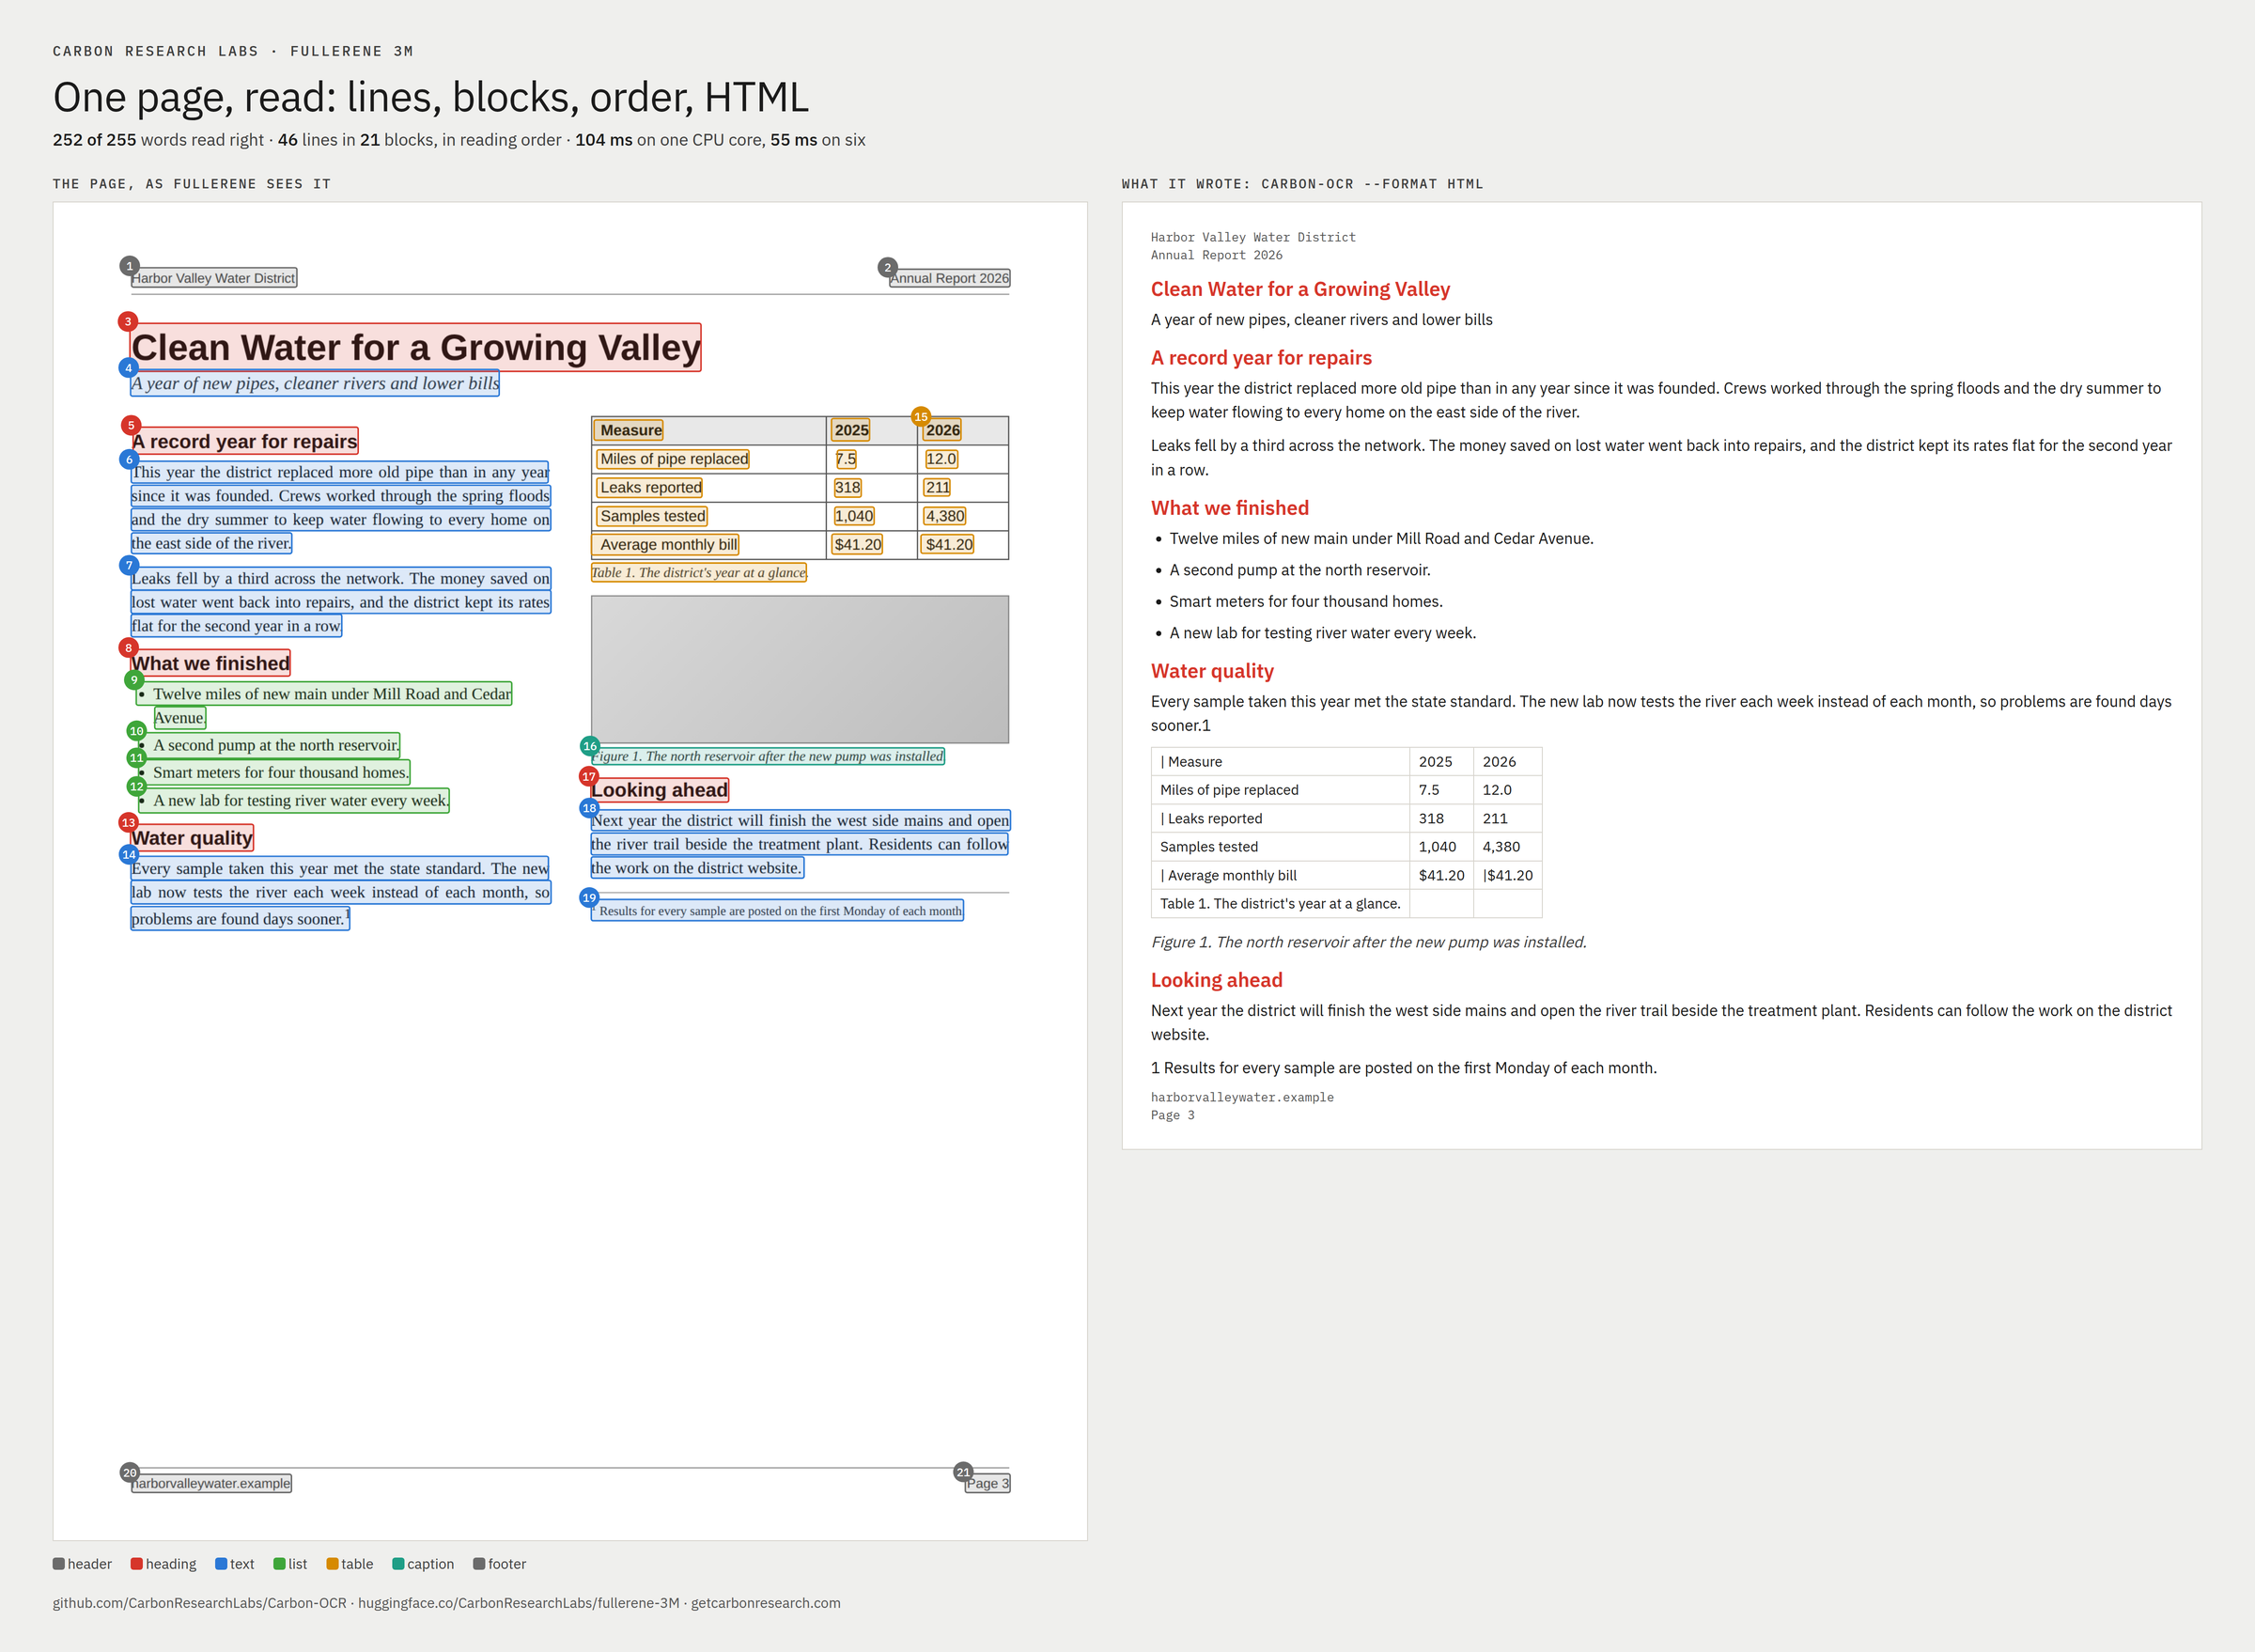 CARBON RESEARCH LABS · FULLERENE 3M
One page, read: lines, blocks, order, HTML
252 of 255 words read right · 46 lines in 21 blocks, in reading order · 104 ms on one CPU core, 55 ms on six
THE PAGE, AS FULLERENE SEES IT
1
Harbor Valley Water District
2
Annual Report 2026
3
Clean Water for a Growing Valley
4
A year of new pipes, cleaner rivers and lower bills
5
A record year for repairs
6
This year the district replaced more old pipe than in any year
since it was founded. Crews worked through the spring floods
and the dry summer to keep water flowing to every home on
the east side of the river.
7
Leaks fell by a third across the network. The money saved on
lost water went back into repairs, and the district kept its rates
flat for the second year in a row.
8
What we finished
9
• Twelve miles of new main under Mill Road and Cedar
Avenue.
10
• A second pump at the north reservoir.
11
• Smart meters for four thousand homes.
12
• A new lab for testing river water every week.
13
Water quality
14
Every sample taken this year met the state standard. The new
lab now tests the river each week instead of each month, so
problems are found days sooner.¹
15
Measure 2025 2026
Miles of pipe replaced 7.5 12.0
Leaks reported 318 211
Samples tested 1,040 4,380
Average monthly bill $41.20 $41.20
Table 1. The district's year at a glance.
16
Figure 1. The north reservoir after the new pump was installed
17
Looking ahead
18
Next year the district will finish the west side mains and open
the river trail beside the treatment plant. Residents can follow
the work on the district website.
19
¹ Results for every sample are posted on the first Monday of each month
20
harborvalleywater.example
21
Page 3
header heading text list table caption footer
WHAT IT WROTE: CARBON-OCR --FORMAT HTML
Harbor Valley Water District
Annual Report 2026
Clean Water for a Growing Valley
A year of new pipes, cleaner rivers and lower bills
A record year for repairs
This year the district replaced more old pipe than in any year since it was founded. Crews worked through the spring floods and the dry summer to
keep water flowing to every home on the east side of the river.
Leaks fell by a third across the network. The money saved on lost water went back into repairs, and the district kept its rates flat for the second year
in a row.
What we finished
• Twelve miles of new main under Mill Road and Cedar Avenue.
• A second pump at the north reservoir.
• Smart meters for four thousand homes.
• A new lab for testing river water every week.
Water quality
Every sample taken this year met the state standard. The new lab now tests the river each week instead of each month, so problems are found days
sooner.1
| Measure 2025 2026
Miles of pipe replaced 7.5 12.0
| Leaks reported 318 211
Samples tested 1,040 4,380
| Average monthly bill $41.20 |$41.20
Table 1. The district's year at a glance.
Figure 1. The north reservoir after the new pump was installed.
Looking ahead
Next year the district will finish the west side mains and open the river trail beside the treatment plant. Residents can follow the work on the district
website.
1 Results for every sample are posted on the first Monday of each month.
harborvalleywater.example
Page 3
github.com/CarbonResearchLabs/Carbon-OCR · huggingface.co/CarbonResearchLabs/fullerene-3M · getcarbonresearch.com